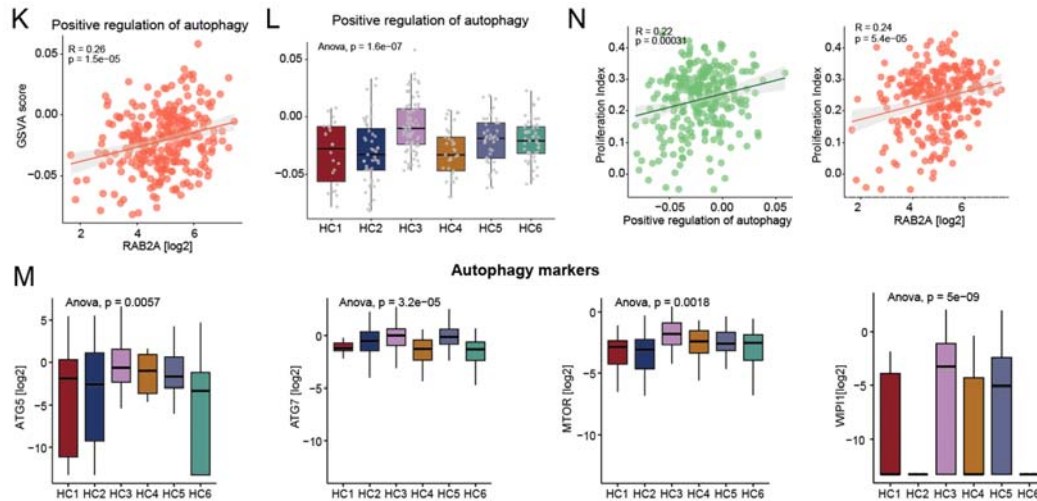 K
Positive regulation of autophagy
R = 0.26
p = 1.5e−05
0.05
0.00
−0.05
GSVA score
2
4
6
RAB2A [log2]
L
Positive regulation of autophagy
Anova, p = 1.6e−07
0.05
0.00
−0.05
HC1 HC2 HC3 HC4 HC5 HC6
N
R = 0.22
p = 0.00031
0.4
0.3
0.2
0.1
0.0
Proliferation Index
−0.05
0.00
0.05
Positive regulation of autophagy
R = 0.24
p = 5.4e−05
0.4
0.3
0.2
0.1
0.0
Proliferation Index
2
4
6
RAB2A [log2]
M
Autophagy markers
Anova, p = 0.0057
5
0
−5
−10
ATG5 [log2]
HC1 HC2 HC3 HC4 HC5 HC6
Anova, p = 3.2e−05
0
−5
−10
ATG7 [log2]
HC1 HC2 HC3 HC4 HC5 HC6
Anova, p = 0.0018
0
−5
−10
MTOR [log2]
HC1 HC2 HC3 HC4 HC5 HC6
Anova, p = 5e−09
0
−5
−10
WIPI1[log2]
HC1 HC2 HC3 HC4 HC5 HC6